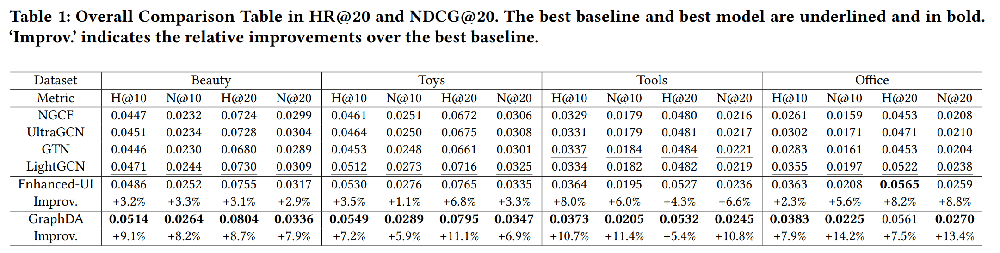 Table 1: Overall Comparison Table in HR@20 and NDCG@20. The best baseline and best model are underlined and in bold.
‘Improv.’ indicates the relative improvements over the best baseline.
Dataset Beauty Toys Tools Office
Metric H@10 N@10 H@20 N@20 H@10 N@10 H@20 N@20 H@10 N@10 H@20 N@20 H@10 N@10 H@20 N@20
NGCF 0.0447 0.0232 0.0724 0.0299 0.0461 0.0251 0.0672 0.0306 0.0329 0.0179 0.0480 0.0216 0.0261 0.0159 0.0453 0.0208
UltraGCN 0.0451 0.0234 0.0728 0.0304 0.0464 0.0250 0.0675 0.0308 0.0331 0.0179 0.0481 0.0217 0.0302 0.0171 0.0471 0.0210
GTN 0.0446 0.0230 0.0680 0.0289 0.0453 0.0248 0.0661 0.0301 0.0337 0.0184 0.0484 0.0221 0.0283 0.0161 0.0453 0.0204
LightGCN 0.0471 0.0244 0.0730 0.0309 0.0512 0.0273 0.0716 0.0325 0.0334 0.0182 0.0482 0.0219 0.0355 0.0197 0.0522 0.0238
Enhanced-UI 0.0486 0.0252 0.0755 0.0317 0.0530 0.0276 0.0765 0.0335 0.0364 0.0195 0.0527 0.0236 0.0363 0.0208 0.0565 0.0259
Improv. +3.2% +3.3% +3.1% +2.9% +3.5% +1.1% +6.8% +3.3% +8.0% +6.0% +4.3% +6.6% +2.3% +5.6% +8.2% +8.8%
GraphDA 0.0514 0.0264 0.0804 0.0336 0.0549 0.0289 0.0795 0.0347 0.0373 0.0205 0.0532 0.0245 0.0383 0.0225 0.0561 0.0270
Improv. +9.1% +8.2% +8.7% +7.9% +7.2% +5.9% +11.1% +6.9% +10.7% +11.4% +5.4% +10.8% +7.9% +14.2% +7.5% +13.4%